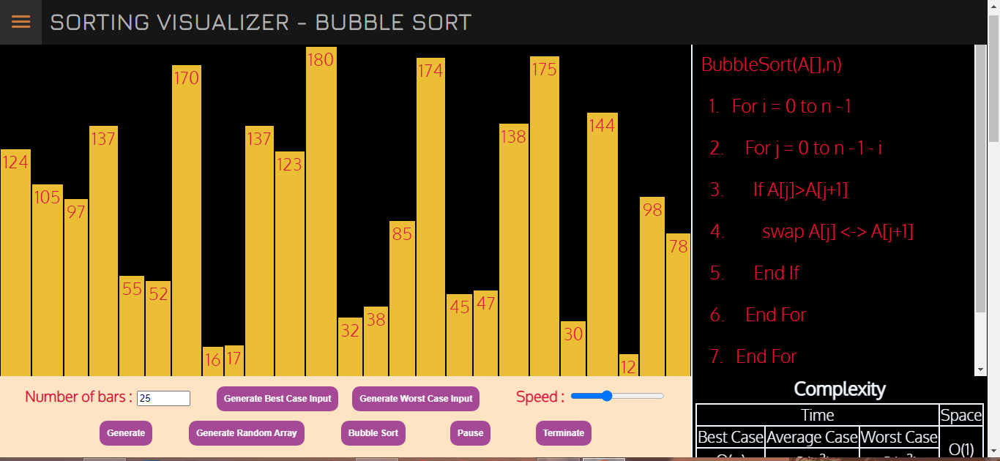 SORTING VISUALIZER - BUBBLE SORT
124 105 97 137 55 52 170 16 17 137 123 180 32 38 85 174 45 47 138 175 30 144 12 98 78
BubbleSort(A[],n)
1. For i = 0 to n - 1
2. For j = 0 to n - 1 - i
3. If A[j]>A[j+1]
4. swap A[j] <-> A[j+1]
5. End If
6. End For
7. End For
Number of bars : 25 Generate Best Case Input Generate Worst Case Input Speed :
Generate Generate Random Array Bubble Sort Pause Terminate
Complexity
Time Space
Best Case Average Case Worst Case
O(1)